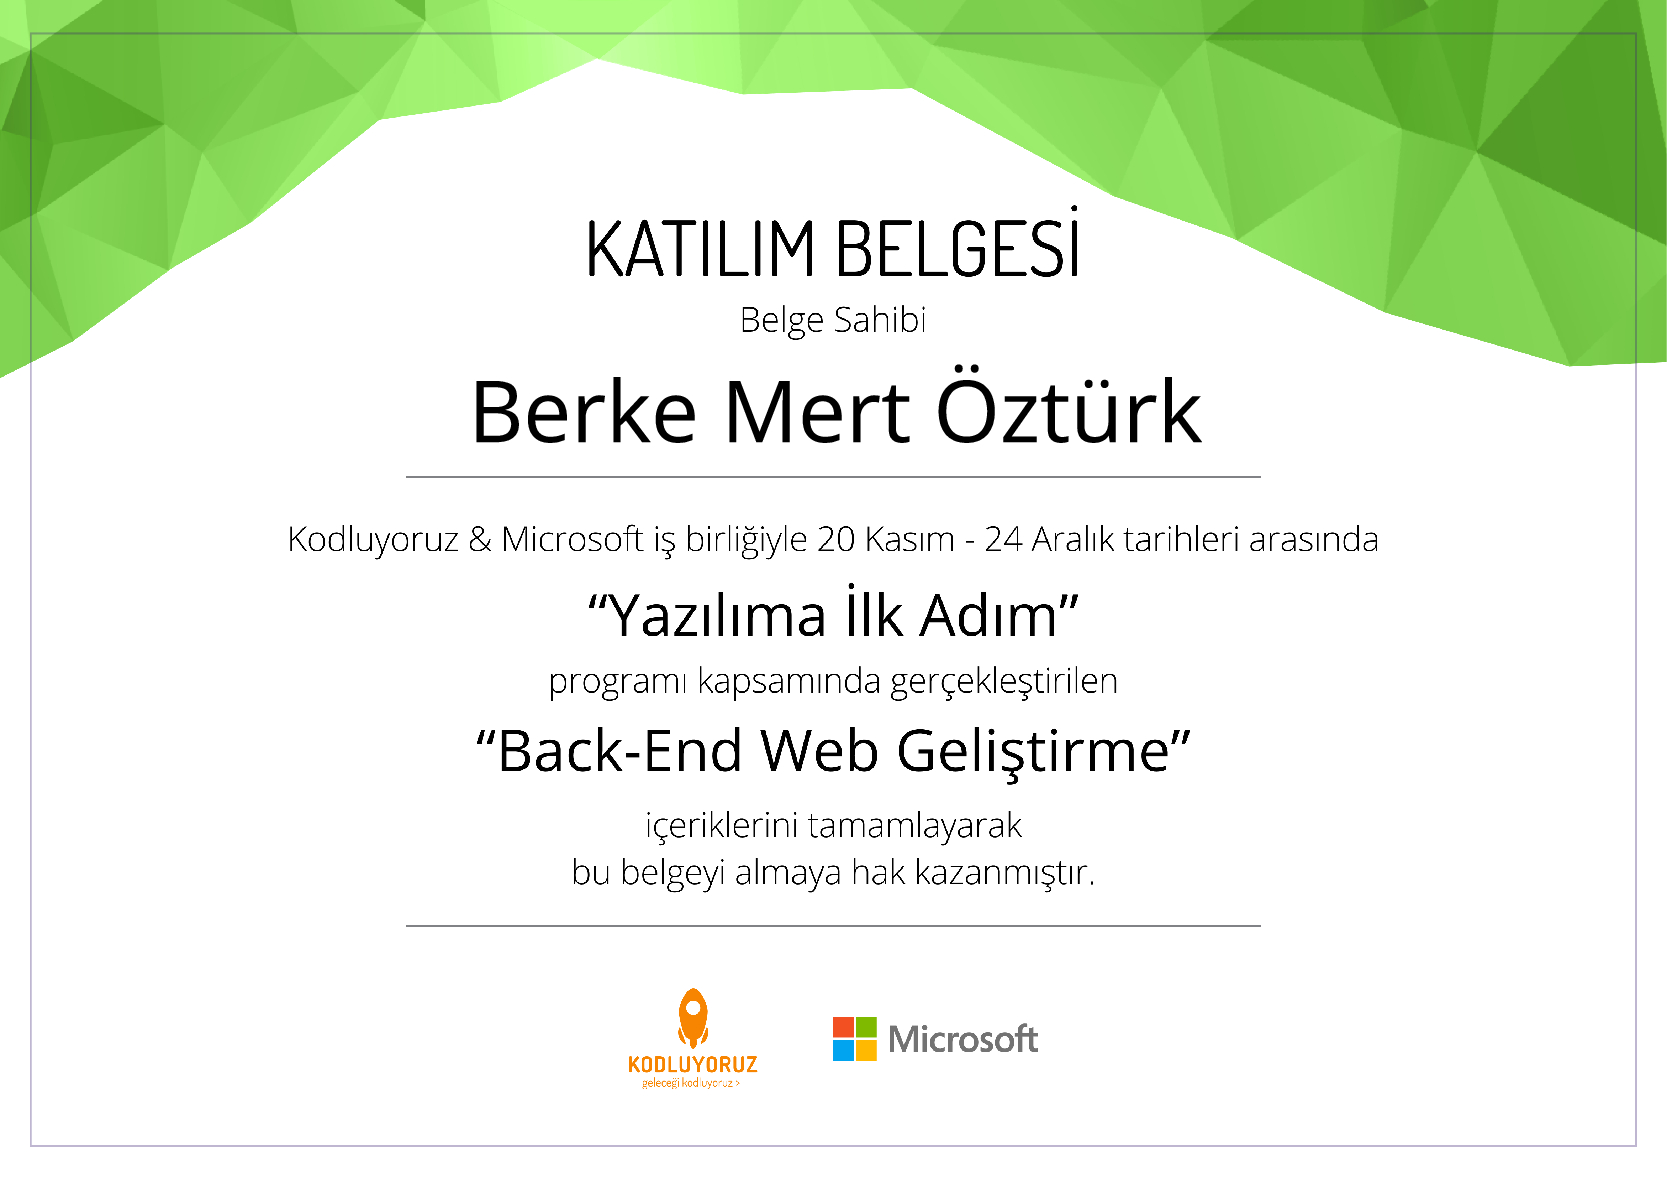 KATILIM BELGESİ
Belge Sahibi
Berke Mert Öztürk
Kodluyoruz & Microsoft iş birliğiyle 20 Kasım - 24 Aralık tarihleri arasında
“Yazılıma İlk Adım”
programı kapsamında gerçekleştirilen
“Back-End Web Geliştirme”
içeriklerini tamamlayarak
bu belgeyi almaya hak kazanmıştır.
KODLUYORUZ
geleceği kodluyoruz >
Microsoft